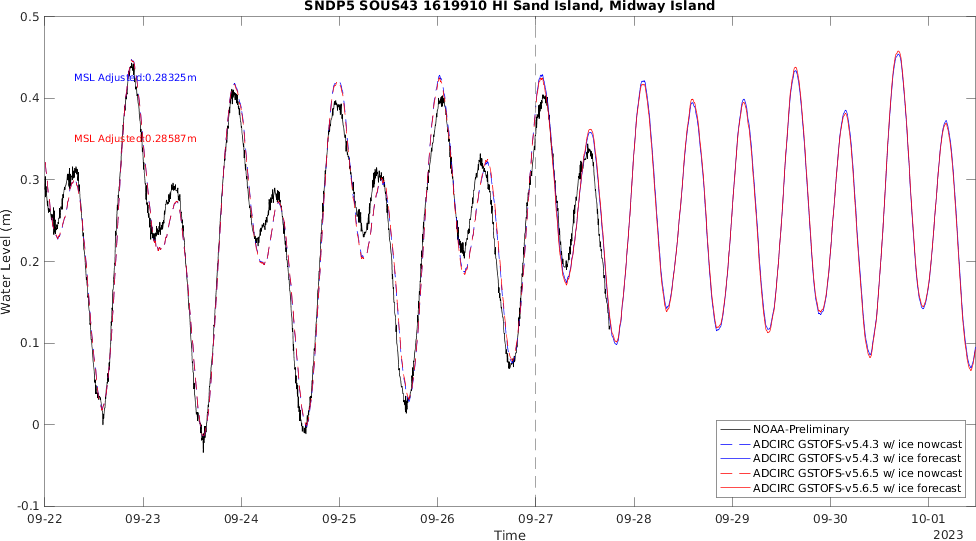 SNDP5 SOUS43 1619910 HI Sand Island, Midway Island
0.5
0.4
0.3
0.2
0.1
0
-0.1
Water Level (m)
MSL Adjusted:0.28325m
MSL Adjusted:0.28587m
NOAA-Preliminary
ADCIRC GSTOFS-v5.4.3 w/ ice nowcast
ADCIRC GSTOFS-v5.4.3 w/ ice forecast
ADCIRC GSTOFS-v5.6.5 w/ ice nowcast
ADCIRC GSTOFS-v5.6.5 w/ ice forecast
09-22 09-23 09-24 09-25 09-26 09-27 09-28 09-29 09-30 10-01
Time
2023